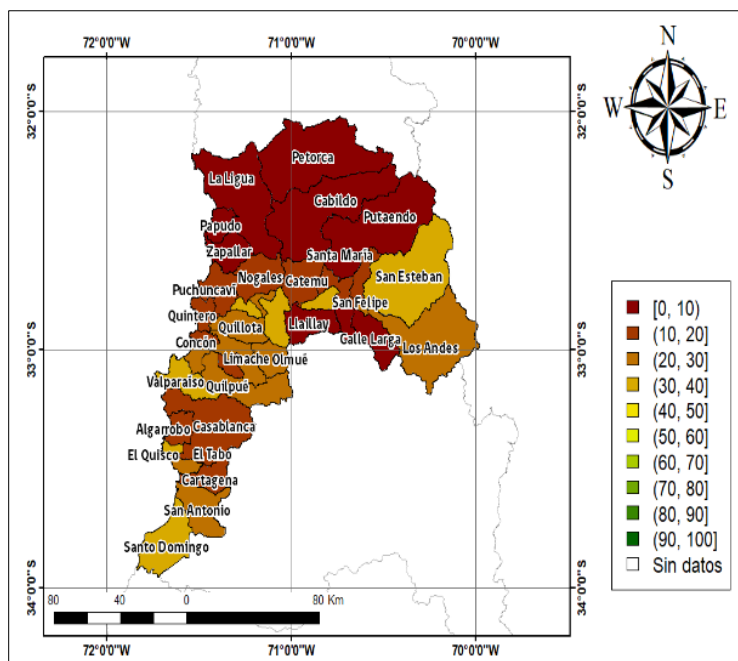 N
W E
S
72°0'0"W 71°0'0"W 70°0'0"W
32°0'0"S
32°0'0"S
Petorca
La Ligua
Cabildo
Putaendo
Papudo
Zapallar
Santa María
San Esteban
Nogales
Catemu
Puchuncaví
San Felipe
Quintero
Quillota
Llaillay
Calle Larga
Concón
Los Andes
33°0'0"S
33°0'0"S
Limache
Olmué
Valparaíso
Quilpué
Algarrobo
Casablanca
El Quisco
El Tabo
Cartagena
San Antonio
Santo Domingo
34°0'0"S
34°0'0"S
80 40 0 80 Km
72°0'0"W 71°0'0"W 70°0'0"W
[0, 10)
(10, 20]
(20, 30]
(30, 40]
(40, 50]
(50, 60]
(60, 70]
(70, 80]
(80, 90]
(90, 100]
Sin datos